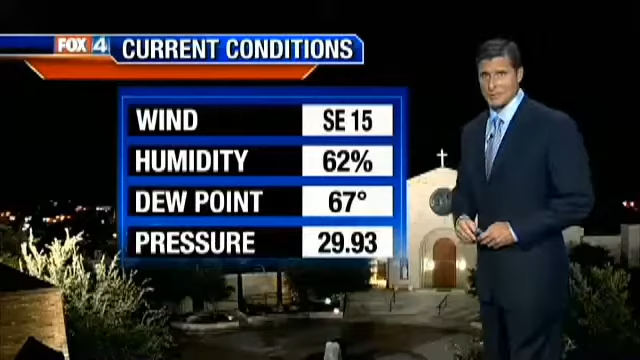 FOX 4 CURRENT CONDITIONS
WIND SE 15
HUMIDITY 62%
DEW POINT 67°
PRESSURE 29.93